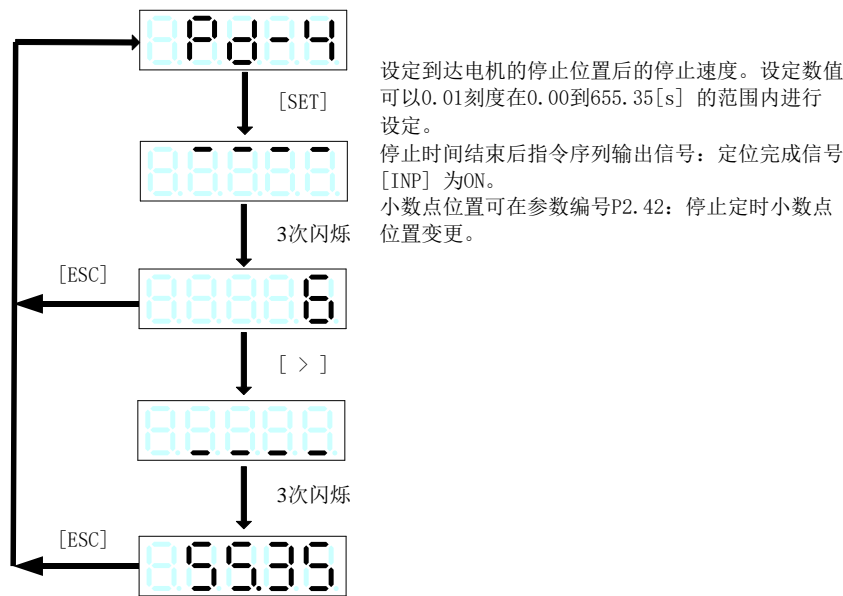 Pd-4
设定到达电机的停止位置后的停止速度。设定数值
可以0.01刻度在0.00到655.35[s] 的范围内进行
设定。
停止时间结束后指令序列输出信号：定位完成信号
[INP] 为ON。
小数点位置可在参数编号P2.42：停止定时小数点
位置变更。
[SET]
3次闪烁
[ESC]
6
[ > ]
3次闪烁
[ESC]
55.35